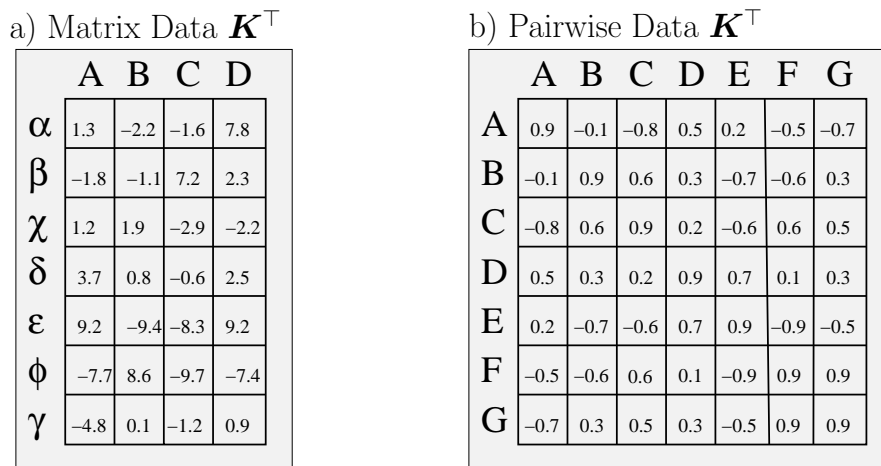 a) Matrix Data K⊤
A B C D
α 1.3 −2.2 −1.6 7.8
β −1.8 −1.1 7.2 2.3
χ 1.2 1.9 −2.9 −2.2
δ 3.7 0.8 −0.6 2.5
ε 9.2 −9.4 −8.3 9.2
ϕ −7.7 8.6 −9.7 −7.4
γ −4.8 0.1 −1.2 0.9
b) Pairwise Data K⊤
A B C D E F G
A 0.9 −0.1 −0.8 0.5 0.2 −0.5 −0.7
B −0.1 0.9 0.6 0.3 −0.7 −0.6 0.3
C −0.8 0.6 0.9 0.2 −0.6 0.6 0.5
D 0.5 0.3 0.2 0.9 0.7 0.1 0.3
E 0.2 −0.7 −0.6 0.7 0.9 −0.9 −0.5
F −0.5 −0.6 0.6 0.1 −0.9 0.9 0.9
G −0.7 0.3 0.5 0.3 −0.5 0.9 0.9